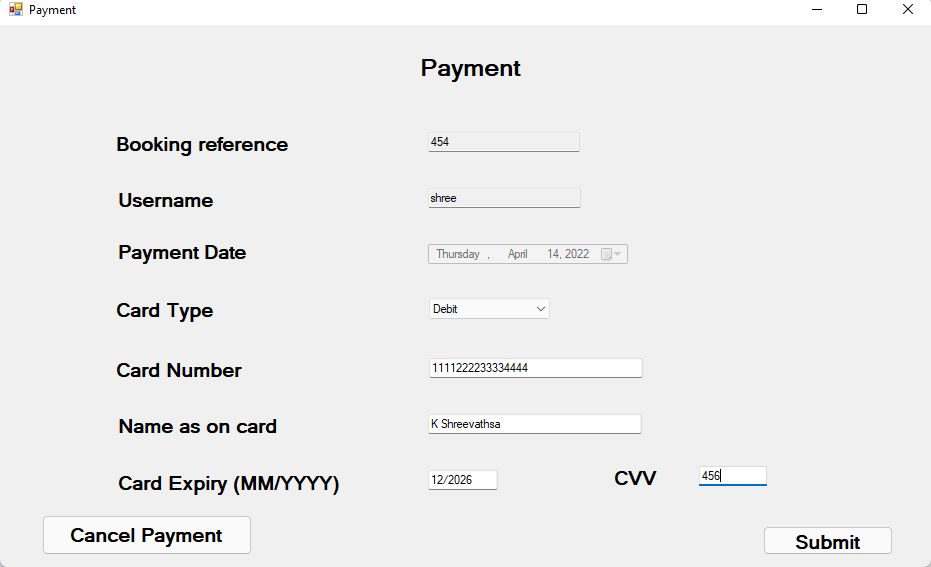 Payment
Payment
Booking reference 454
Username shree
Payment Date Thursday , April 14, 2022
Card Type Debit
Card Number 1111222233334444
Name as on card K Shreevathsa
Card Expiry (MM/YYYY) 12/2026 CVV 456
Cancel Payment Submit